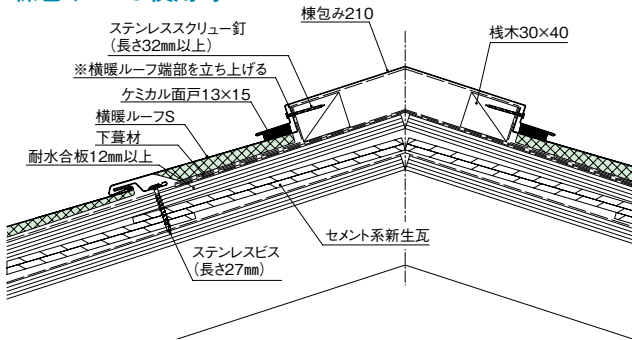 棟包み210
ステンレススクリュー釘
(長さ32㎜以上)
桟木30×40
※横暖ルーフ端部を立ち上げる
ケミカル面戸13×15
横暖ルーフS
下葺材
耐水合板12㎜以上
セメント系新生瓦
ステンレスビス
(長さ27㎜)